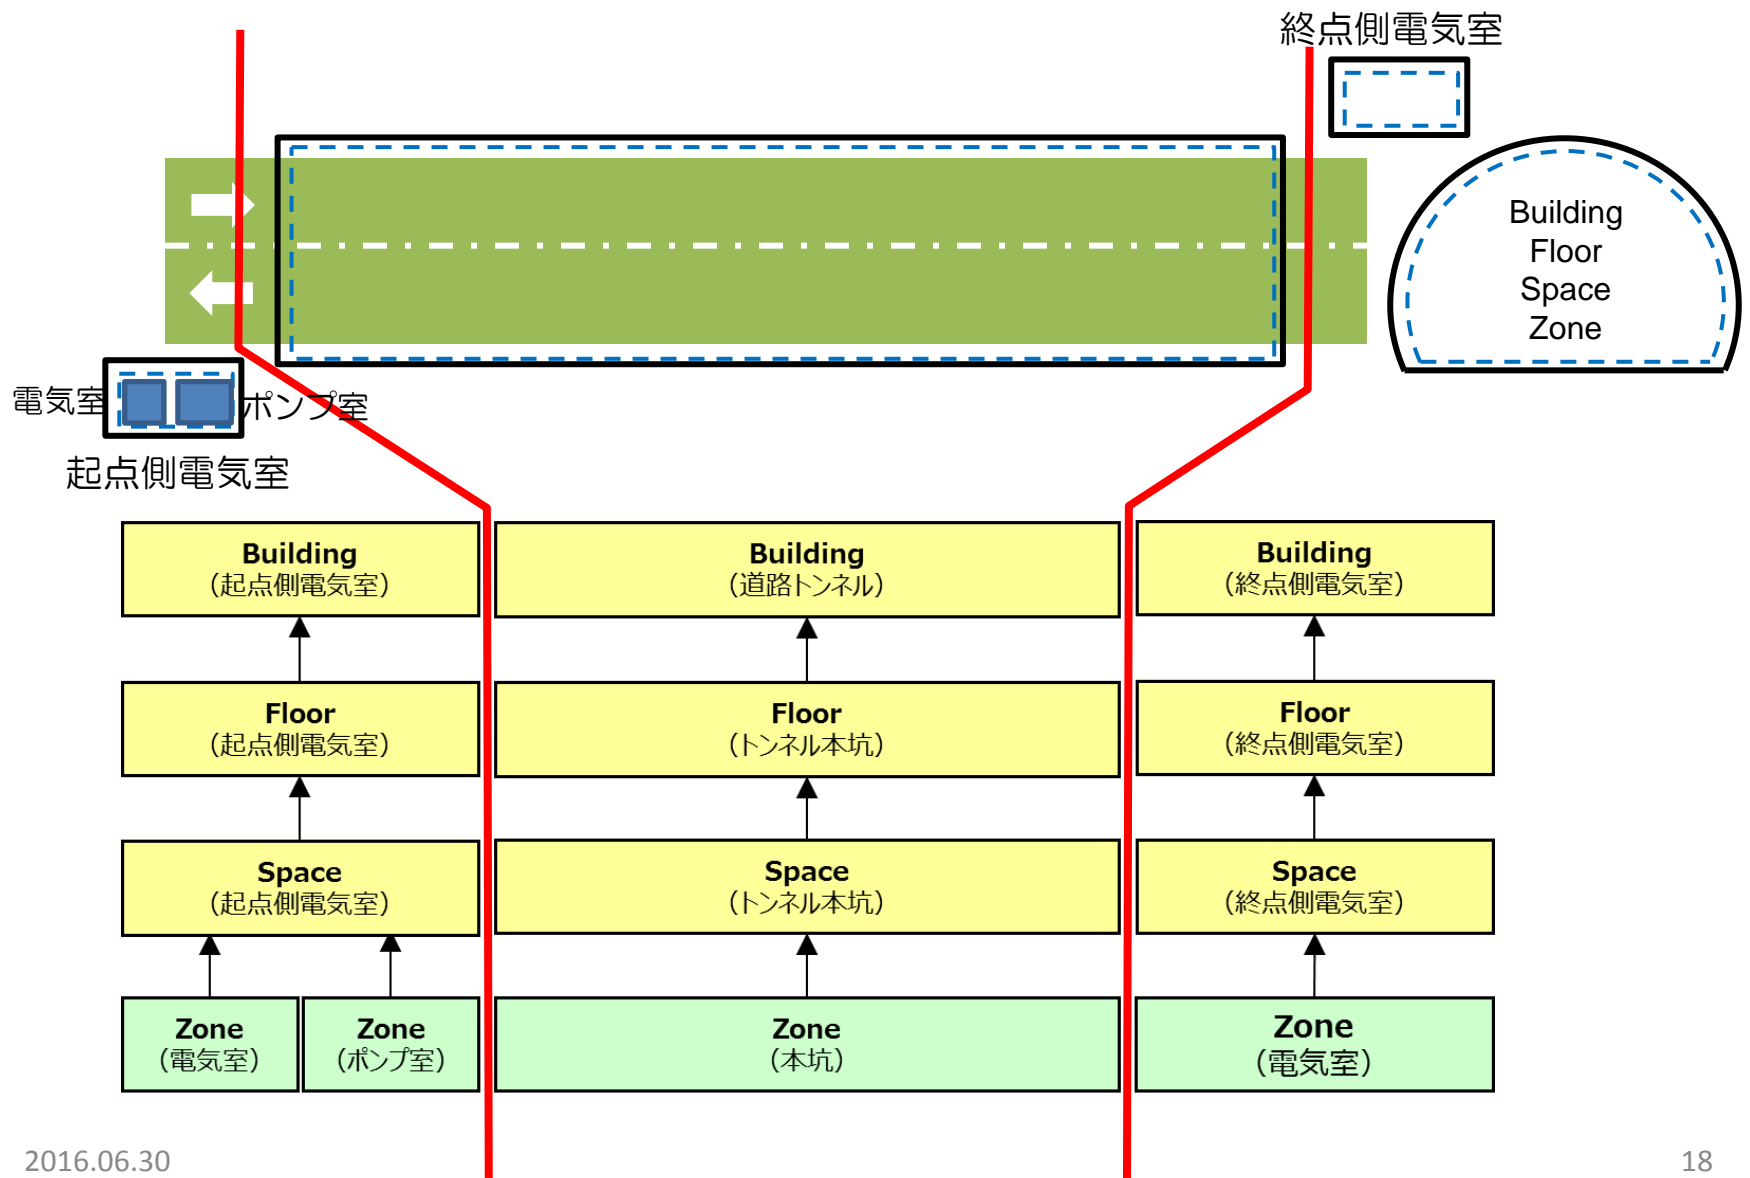 終点側電気室
Building
Floor
Space
Zone
電気室
ポンプ室
起点側電気室
Building
(起点側電気室)
Building
(道路トンネル)
Building
(終点側電気室)
Floor
(起点側電気室)
Floor
(トンネル本坑)
Floor
(終点側電気室)
Space
(起点側電気室)
Space
(トンネル本坑)
Space
(終点側電気室)
Zone
(電気室)
Zone
(ポンプ室)
Zone
(本坑)
Zone
(電気室)
2016.06.30
18